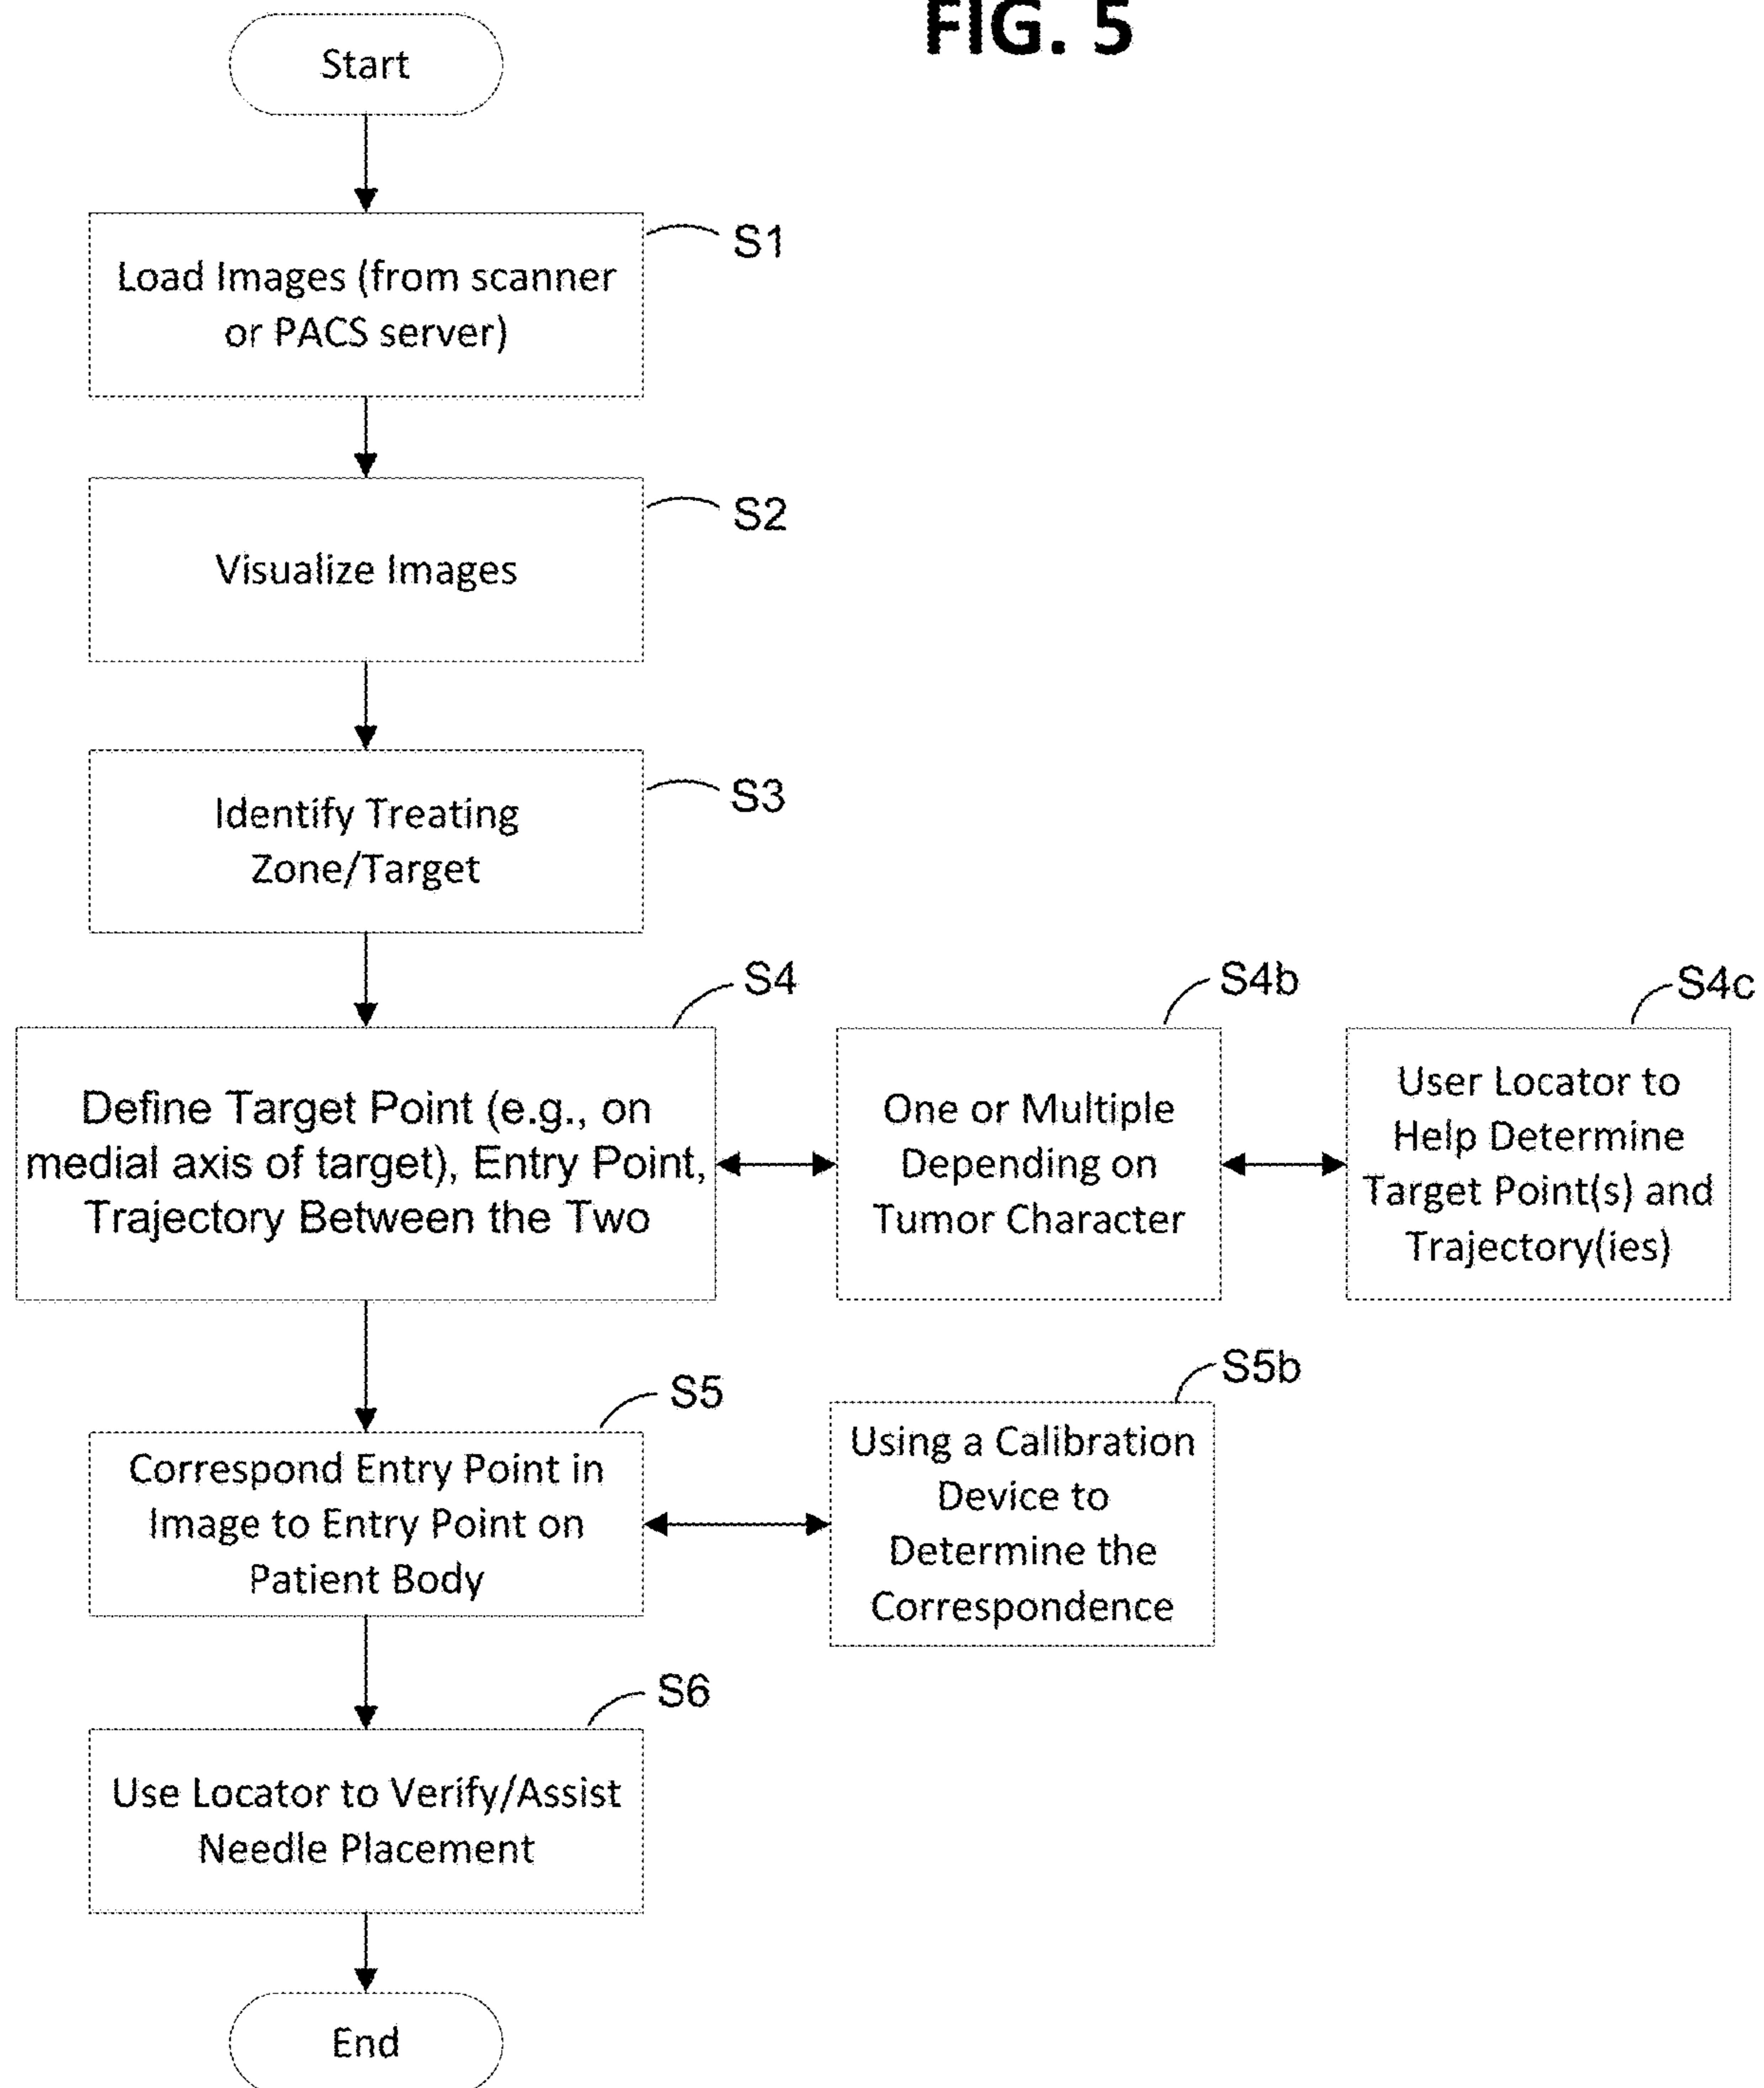 FIG. 5
Start
S1
Load Images (from scanner
or PACS server)
S2
Visualize Images
S3
Identify Treating
Zone/Target
S4
Define Target Point (e.g., on
medial axis of target), Entry Point,
Trajectory Between the Two
S4b
One or Multiple
Depending on
Tumor Character
S4c
User Locator to
Help Determine
Target Point(s) and
Trajectory(ies)
S5
Correspond Entry Point in
Image to Entry Point on
Patient Body
S5b
Using a Calibration
Device to
Determine the
Correspondence
S6
Use Locator to Verify/Assist
Needle Placement
End